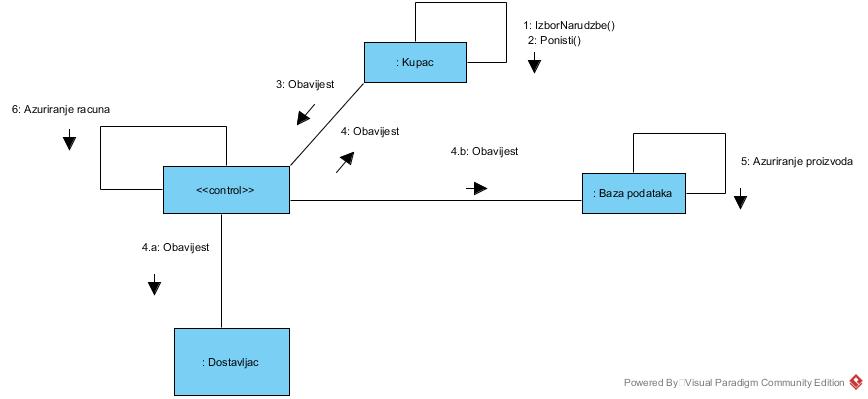 1: IzborNarudzbe()
2: Ponisti()
: Kupac
3: Obavijest
6: Azuriranje racuna
4: Obavijest
4.b: Obavijest
5: Azuriranje proizvoda
<<control>>
: Baza podataka
4.a: Obavijest
: Dostavljac
Powered By Visual Paradigm Community Edition